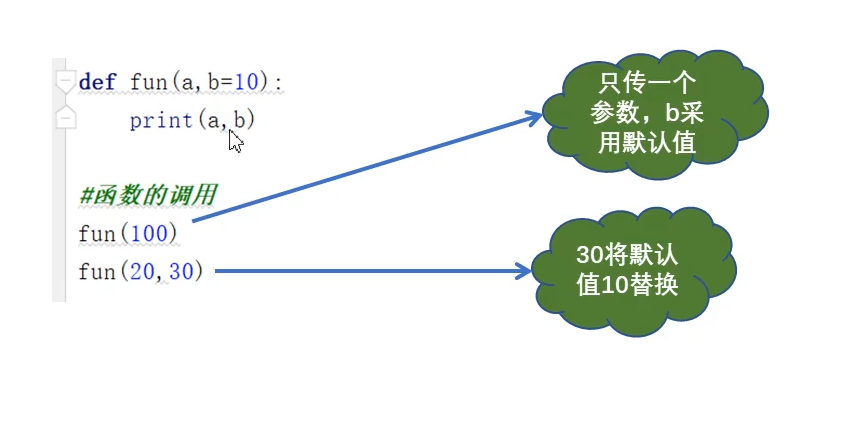 def fun(a,b=10):
    print(a,b)
#函数的调用
fun(100)
fun(20,30)
只传一个
参数，b采
用默认值
30将默认
值10替换